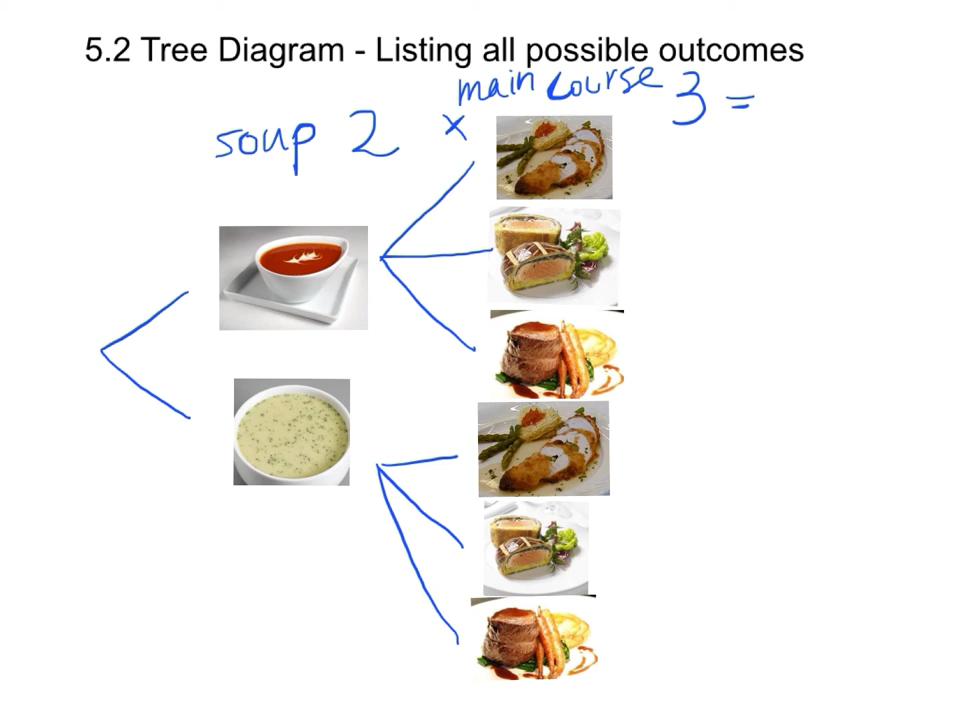 5.2 Tree Diagram - Listing all possible outcomes
soup 2 x main course 3 =